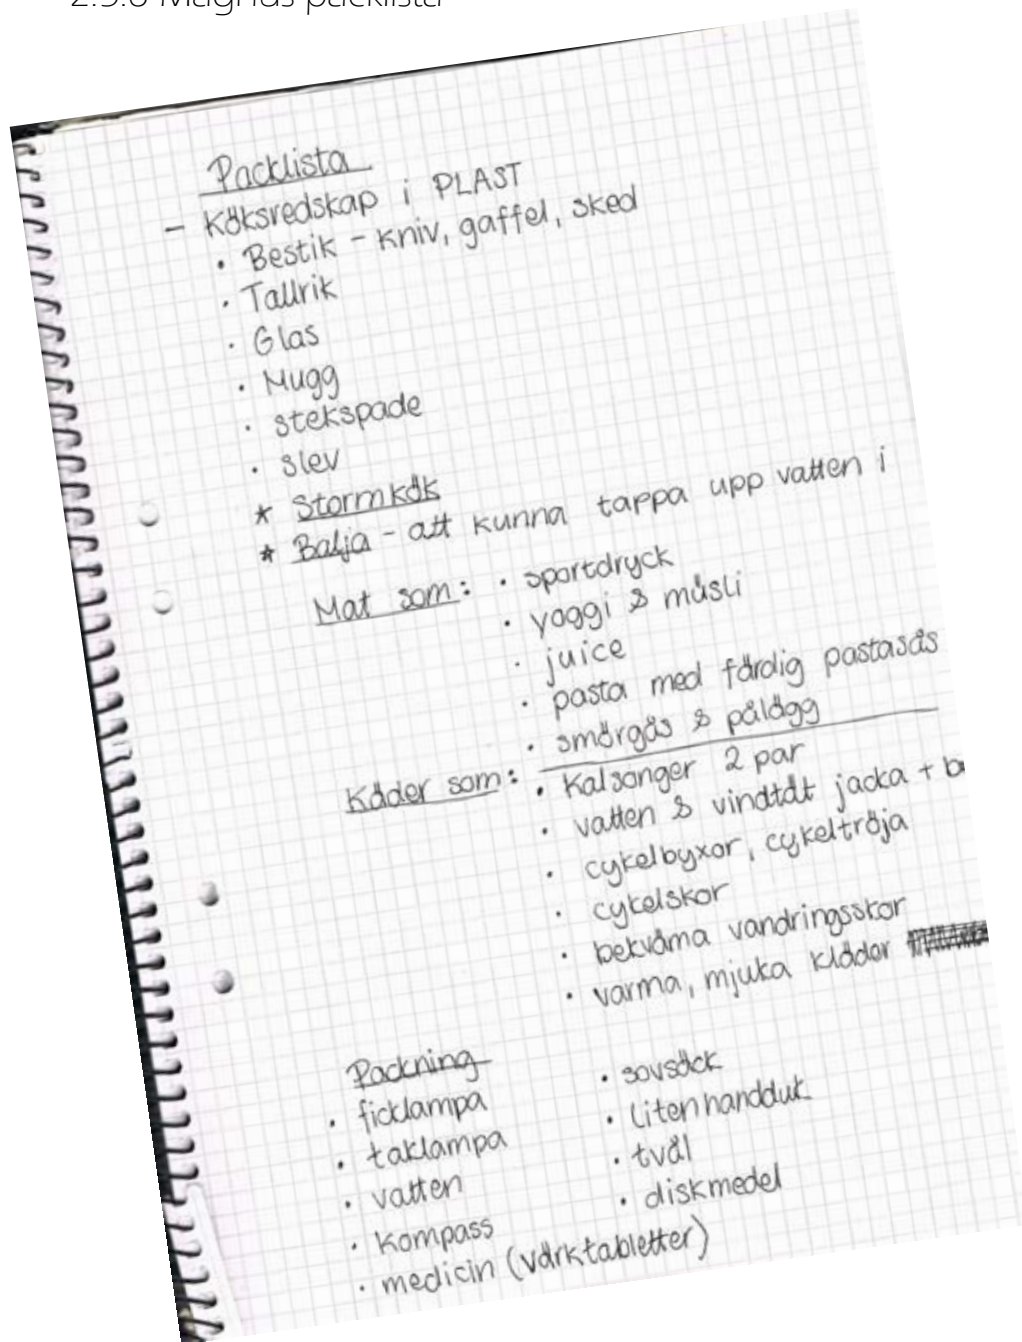 2.3.6 Magnus packlista
Packlista
- Köksredskap i PLAST
• Bestik - kniv, gaffel, sked
• Tallrik
• Glas
• Mugg
• stekspade
• slev
* Stormkök
* Balja - att kunna tappa upp vatten i
Mat som: • sportdryck
• yoggi & müsli
• juice
• pasta med färdig pastasås
• smörgås & pålägg
Käder som: • Kalsonger 2 par
• vatten & vindtät jacka +
• cykelbyxor, cykeltröja
• cykelskor
• bekväma vandringsskor
• varma, mjuka kläder
Packning
• ficklampa
• taklampa
• vatten
• kompass
• medicin (värktabletter)
• sovsäck
• liten handduk
• tvål
• diskmedel